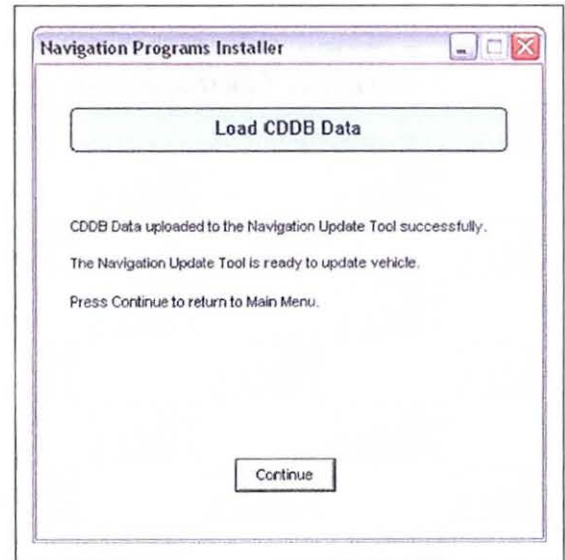 Navigation Programs Installer
Load CDDB Data
CDDB Data uploaded to the Navigation Update Tool successfully.
The Navigation Update Tool is ready to update vehicle.
Press Continue to return to Main Menu.
Continue